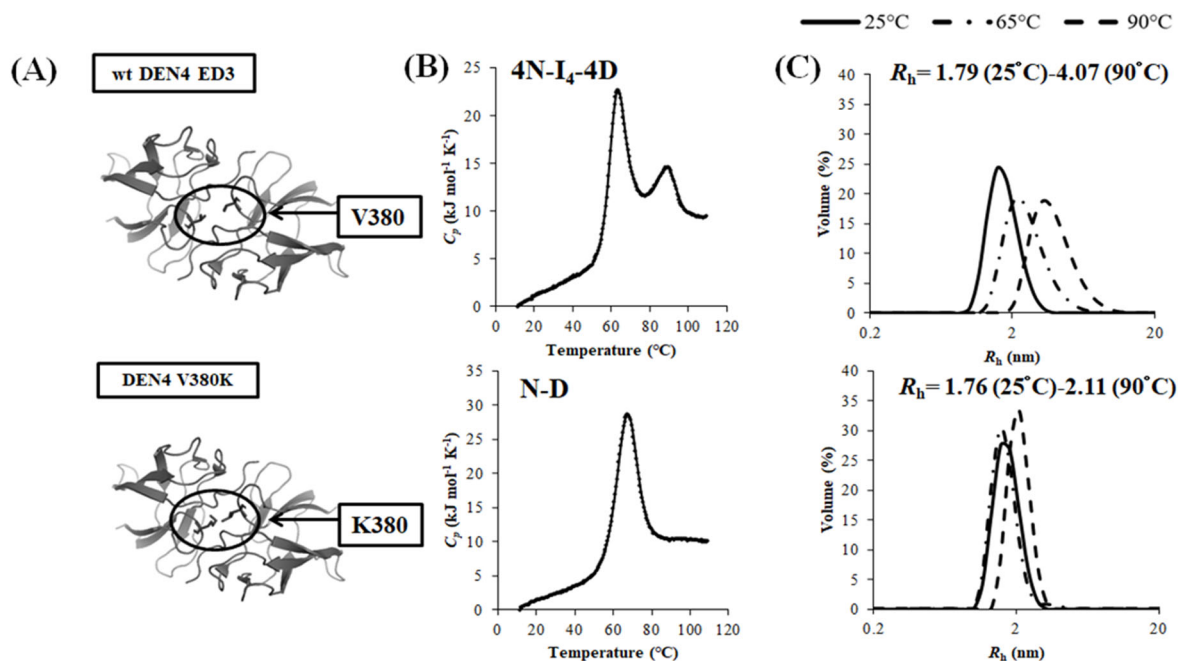 25°C 65°C 90°C
(A)
wt DEN4 ED3
V380
(B)
4N-I₄-4D
25
20
15
10
5
0
0 20 40 60 80 100 120
Cₚ (kJ mol⁻¹ K⁻¹)
Temperature (°C)
(C)
Rₕ= 1.79 (25°C)-4.07 (90°C)
40
35
30
25
20
15
10
5
0
0.2 2 20
Volume (%)
Rₕ (nm)
DEN4 V380K
K380
N-D
35
30
25
20
15
10
5
0
0 20 40 60 80 100 120
Cₚ (kJ mol⁻¹ K⁻¹)
Temperature (°C)
Rₕ= 1.76 (25°C)-2.11 (90°C)
40
35
30
25
20
15
10
5
0
0.2 2 20
Volume (%)
Rₕ (nm)